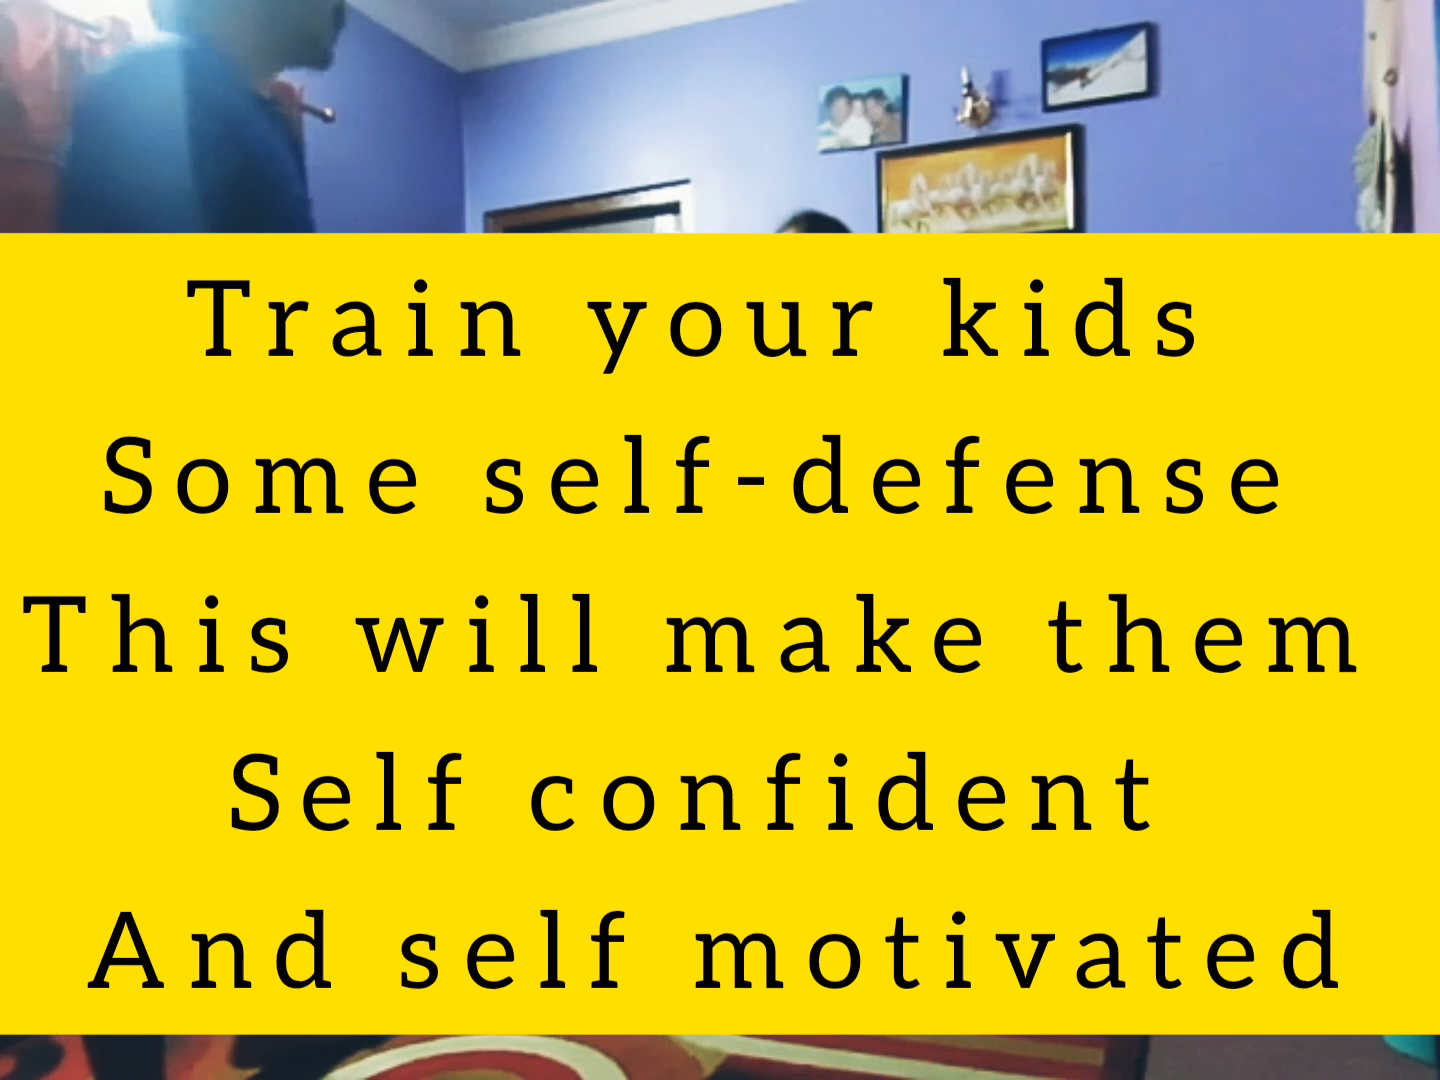 Train your kids
Some self-defense
This will make them
Self confident
And self motivated